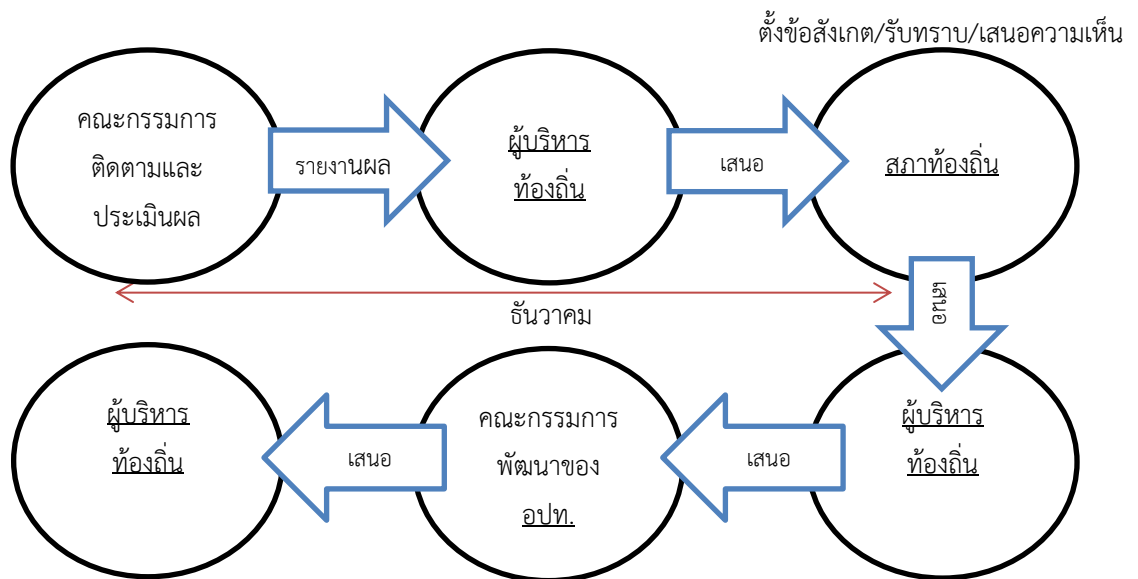 ตั้งข้อสังเกต/รับทราบ/เสนอความเห็น
คณะกรรมการ
ติดตามและ
ประเมินผล
รายงานผล
ผู้บริหาร
ท้องถิ่น
เสนอ
สภาท้องถิ่น
ธันวาคม
เสนอ
ผู้บริหาร
ท้องถิ่น
เสนอ
คณะกรรมการ
พัฒนาของ
อปท.
เสนอ
ผู้บริหาร
ท้องถิ่น